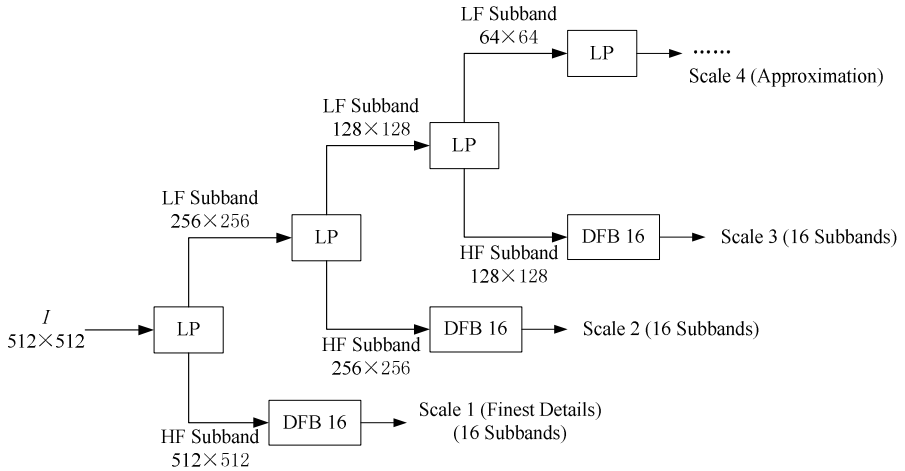 LF Subband
64×64
LP
……
Scale 4 (Approximation)
LF Subband
128×128
LP
LF Subband
256×256
LP
HF Subband
128×128
DFB 16
Scale 3 (16 Subbands)
I
512×512
LP
HF Subband
256×256
DFB 16
Scale 2 (16 Subbands)
HF Subband
512×512
DFB 16
Scale 1 (Finest Details)
(16 Subbands)